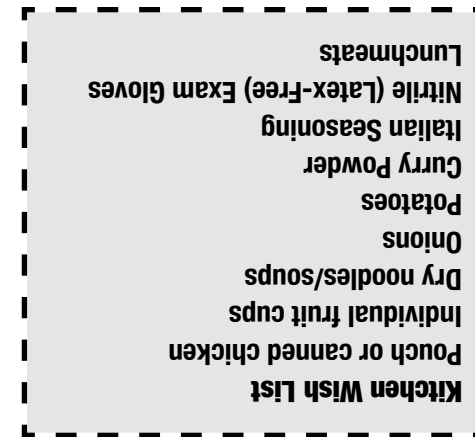 Kitchen Wish List
Pouch or canned chicken
Individual fruit cups
Dry noodles/soups
Onions
Potatoes
Curry Powder
Italian Seasoning
Nitrile (Latex-Free) Exam Gloves
Lunchmeats